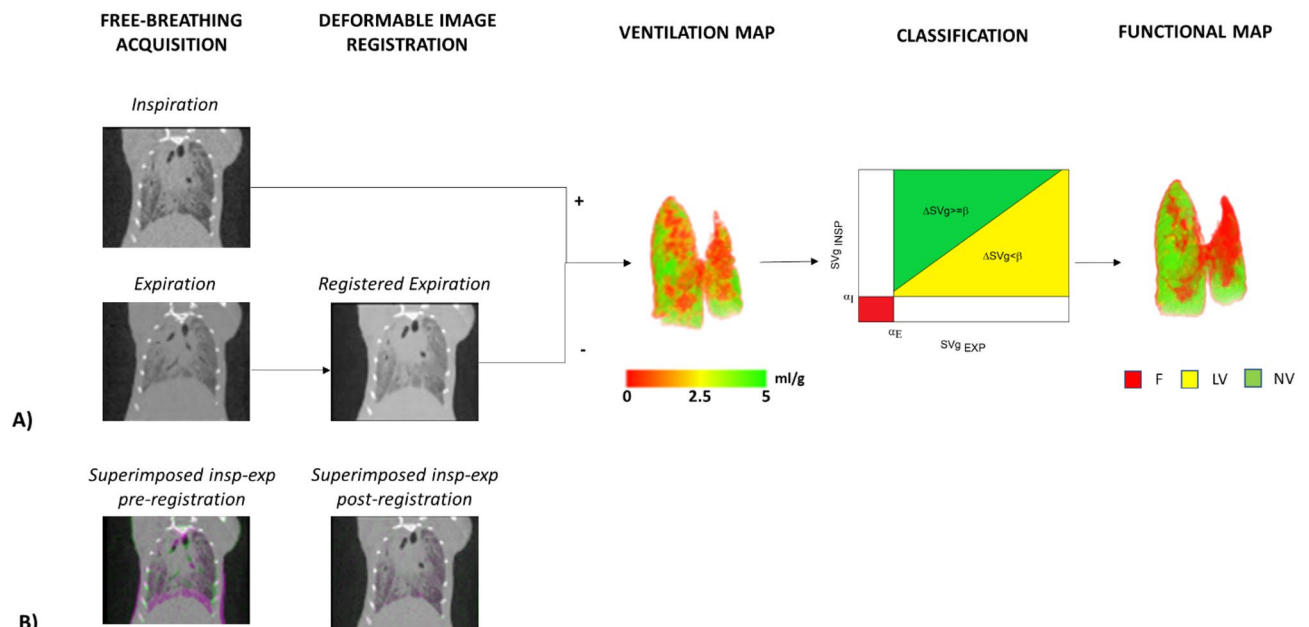 FREE-BREATHING
ACQUISITION
DEFORMABLE IMAGE
REGISTRATION
VENTILATION MAP
CLASSIFICATION
FUNCTIONAL MAP
Inspiration
+
Expiration
Registered Expiration
-
ml/g
0
2.5
5
SVg INSP
ΔSVg>=β
ΔSVg<β
αI
αE
SVg EXP
F
LV
NV
A)
Superimposed insp-exp
pre-registration
Superimposed insp-exp
post-registration
B)